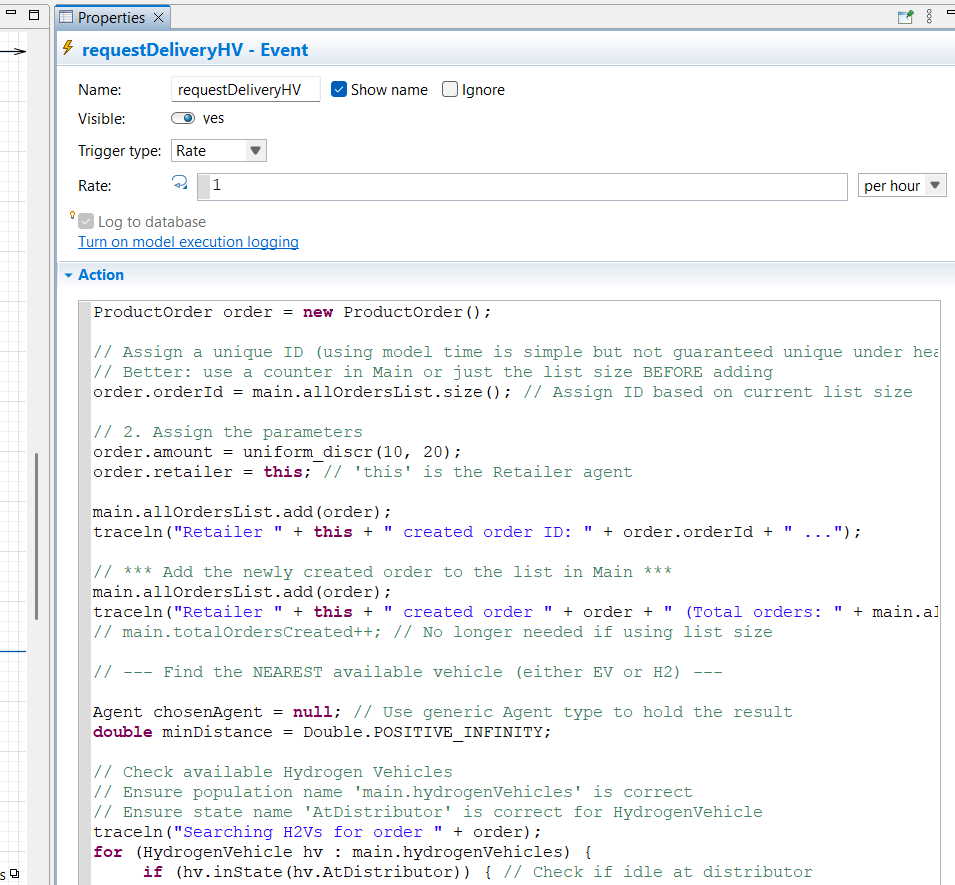 Properties
requestDeliveryHV - Event
Name: requestDeliveryHV Show name Ignore
Visible: yes
Trigger type: Rate
Rate: 1 per hour
Log to database
Turn on model execution logging
Action
ProductOrder order = new ProductOrder();
// Assign a unique ID (using model time is simple but not guaranteed unique under hea
// Better: use a counter in Main or just the list size BEFORE adding
order.orderId = main.allOrdersList.size(); // Assign ID based on current list size
// 2. Assign the parameters
order.amount = uniform_discr(10, 20);
order.retailer = this; // 'this' is the Retailer agent
main.allOrdersList.add(order);
traceln("Retailer " + this + " created order ID: " + order.orderId + " ...");
// *** Add the newly created order to the list in Main ***
main.allOrdersList.add(order);
traceln("Retailer " + this + " created order " + order + " (Total orders: " + main.al
// main.totalOrdersCreated++; // No longer needed if using list size
// --- Find the NEAREST available vehicle (either EV or H2) ---
Agent chosenAgent = null; // Use generic Agent type to hold the result
double minDistance = Double.POSITIVE_INFINITY;
// Check available Hydrogen Vehicles
// Ensure population name 'main.hydrogenVehicles' is correct
// Ensure state name 'AtDistributor' is correct for HydrogenVehicle
traceln("Searching H2Vs for order " + order);
for (HydrogenVehicle hv : main.hydrogenVehicles) {
s if (hv.inState(hv.AtDistributor)) { // Check if idle at distributor